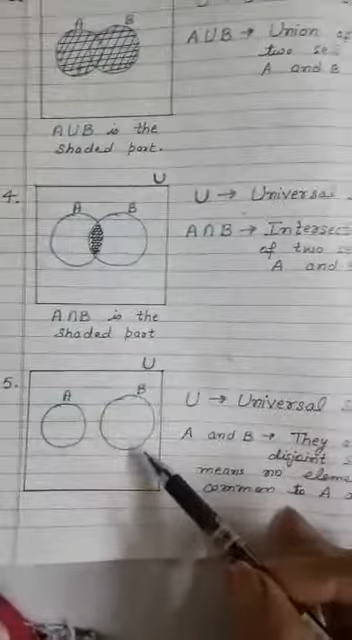 A B
A∪B → Union of
two se
A and B
A∪B is the
shaded part.
4.
U
A B
U → Universal
A∩B → Intersec
of two
A and
A∩B is the
shaded part
5.
U
A B
U → Universal
A and B → They
disjoint
means no eleme
common to A